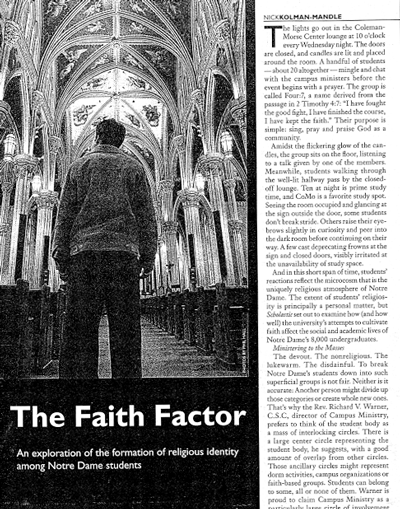 NICKKOLMAN-MANDLE
The lights go out in the Coleman-
Morse Center lounge at 10 o'clock
every Wednesday night. The doors
are closed, and candles are lit and placed
around the room. A handful of students
— about 20 altogether — mingle and chat
with the campus ministers before the
event begins with a prayer. The group is
called Four:7, a name derived from the
passage in 2 Timothy 4:7: "I have fought
the good fight, I have finished the course,
I have kept the faith." Their purpose is
simple: sing, pray and praise God as a
community.
Amidst the flickering glow of the can-
dles, the group sits on the floor, listening
to a talk given by one of the members.
Meanwhile, students walking through
the well-lit hallway pass by the closed-
off lounge. Ten at night is prime study
time, and CoMo is a favorite study spot.
Seeing the room occupied and glancing at
the sign outside the door, some students
don't break stride. Others raise their eye-
brows slightly in curiosity and peer into
the dark room before continuing on their
way. A few cast deprecating frowns at the
sign and closed doors, visibly irritated at
the unavailability of study space.
And in this short span of time, students'
reactions reflect the microcosm that is the
uniquely religious atmosphere of Notre
Dame. The extent of students' religios-
ity is principally a personal matter, but
Scholastic set out to examine how (and how
well) the university's attempts to cultivate
faith affect the social and academic lives of
Notre Dame's 8,000 undergraduates.
Ministering to the Masses
The devout. The nonreligious. The
lukewarm. The disdainful. To break
Notre Dame's students down into such
superficial groups is not fair. Neither is it
accurate: Another person might divide up
those categories or create whole new ones.
That's why the Rev. Richard V. Warner,
C.S.C., director of Campus Ministry,
prefers to think of the student body as
a mass of interlocking circles. There is
a large center circle representing the
student body, he suggests, with a good
amount of overlap from other circles.
Those ancillary circles might represent
dorm activities, campus organizations or
faith-based groups. Students can belong
to some, all or none of them. Warner is
proud to claim Campus Ministry as a
particularly large circle of involvement
The Faith Factor
An exploration of the formation of religious identity
among Notre Dame students